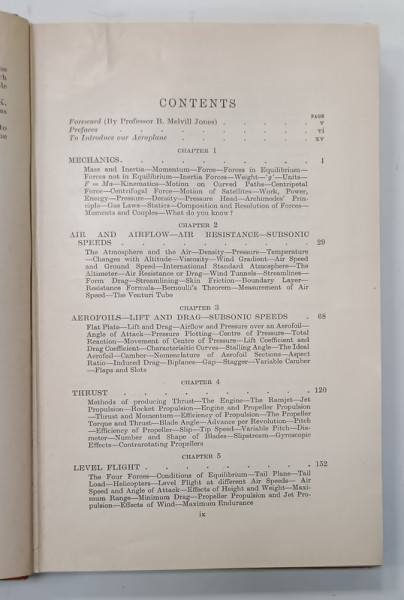 se
ch
le
K.
as
to
ne
CONTENTS
PAGE
Foreword (By Professor B. Melvill Jones) . . . . . v
Prefaces . . . . . . . . . . vi
To Introduce our Aeroplane . . . . . . . xv
CHAPTER 1
MECHANICS . . . . . . . . . . 1
Mass and Inertia—Momentum—Force—Forces in Equilibrium—
Forces not in Equilibrium—Inertia Forces—Weight—'g'—Units—
F = Ma—Kinematics—Motion on Curved Paths—Centripetal
Force—Centrifugal Force—Motion of Satellites—Work, Power,
Energy—Pressure—Density—Pressure Head—Archimedes' Prin-
ciple—Gas Laws—Statics—Composition and Resolution of Forces—
Moments and Couples—What do you know?
CHAPTER 2
AIR AND AIRFLOW—AIR RESISTANCE—SUBSONIC
SPEEDS . . . . . . . . . . 29
The Atmosphere and the Air—Density—Pressure—Temperature
—Changes with Altitude—Viscosity—Wind Gradient—Air Speed
and Ground Speed—International Standard Atmosphere—The
Altimeter—Air Resistance or Drag—Wind Tunnels—Streamlines—
Form Drag—Streamlining—Skin Friction—Boundary Layer—
Resistance Formula—Bernoulli's Theorem—Measurement of Air
Speed—The Venturi Tube
CHAPTER 3
AEROFOILS—LIFT AND DRAG—SUBSONIC SPEEDS . 68
Flat Plate—Lift and Drag—Airflow and Pressure over an Aerofoil—
Angle of Attack—Pressure Plotting—Centre of Pressure—Total
Reaction—Movement of Centre of Pressure—Lift Coefficient and
Drag Coefficient—Characteristic Curves—Stalling Angle—The Ideal
Aerofoil—Camber—Nomenclature of Aerofoil Sections—Aspect
Ratio—Induced Drag—Biplanes—Gap—Stagger—Variable Camber
—Flaps and Slots
CHAPTER 4
THRUST . . . . . . . . . . 120
Methods of producing Thrust—The Engine—The Ramjet—Jet
Propulsion—Rocket Propulsion—Engine and Propeller Propulsion
—Thrust and Momentum—Efficiency of Propulsion—The Propeller
Torque and Thrust—Blade Angle—Advance per Revolution—Pitch
—Efficiency of Propeller—Slip—Tip Speed—Variable Pitch—Dia-
meter—Number and Shape of Blades—Slipstream—Gyroscopic
Effects—Contrarotating Propellers
CHAPTER 5
LEVEL FLIGHT . . . . . . . . . 152
The Four Forces—Conditions of Equilibrium—Tail Plane—Tail
Load—Helicopters—Level Flight at different Air Speeds—Air
Speed and Angle of Attack—Effects of Height and Weight—Maxi-
mum Range—Minimum Drag—Propeller Propulsion and Jet Pro-
pulsion—Effects of Wind—Maximum Endurance
ix